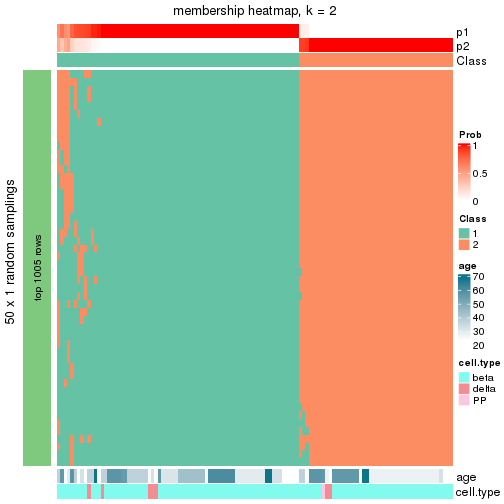 membership heatmap, k = 2
p1
p2
Class
50 x 1 random samplings
top 1005 rows
Prob
1
0.5
0
Class
1
2
age
70
60
50
40
30
20
cell.type
beta
delta
PP
age
cell.type